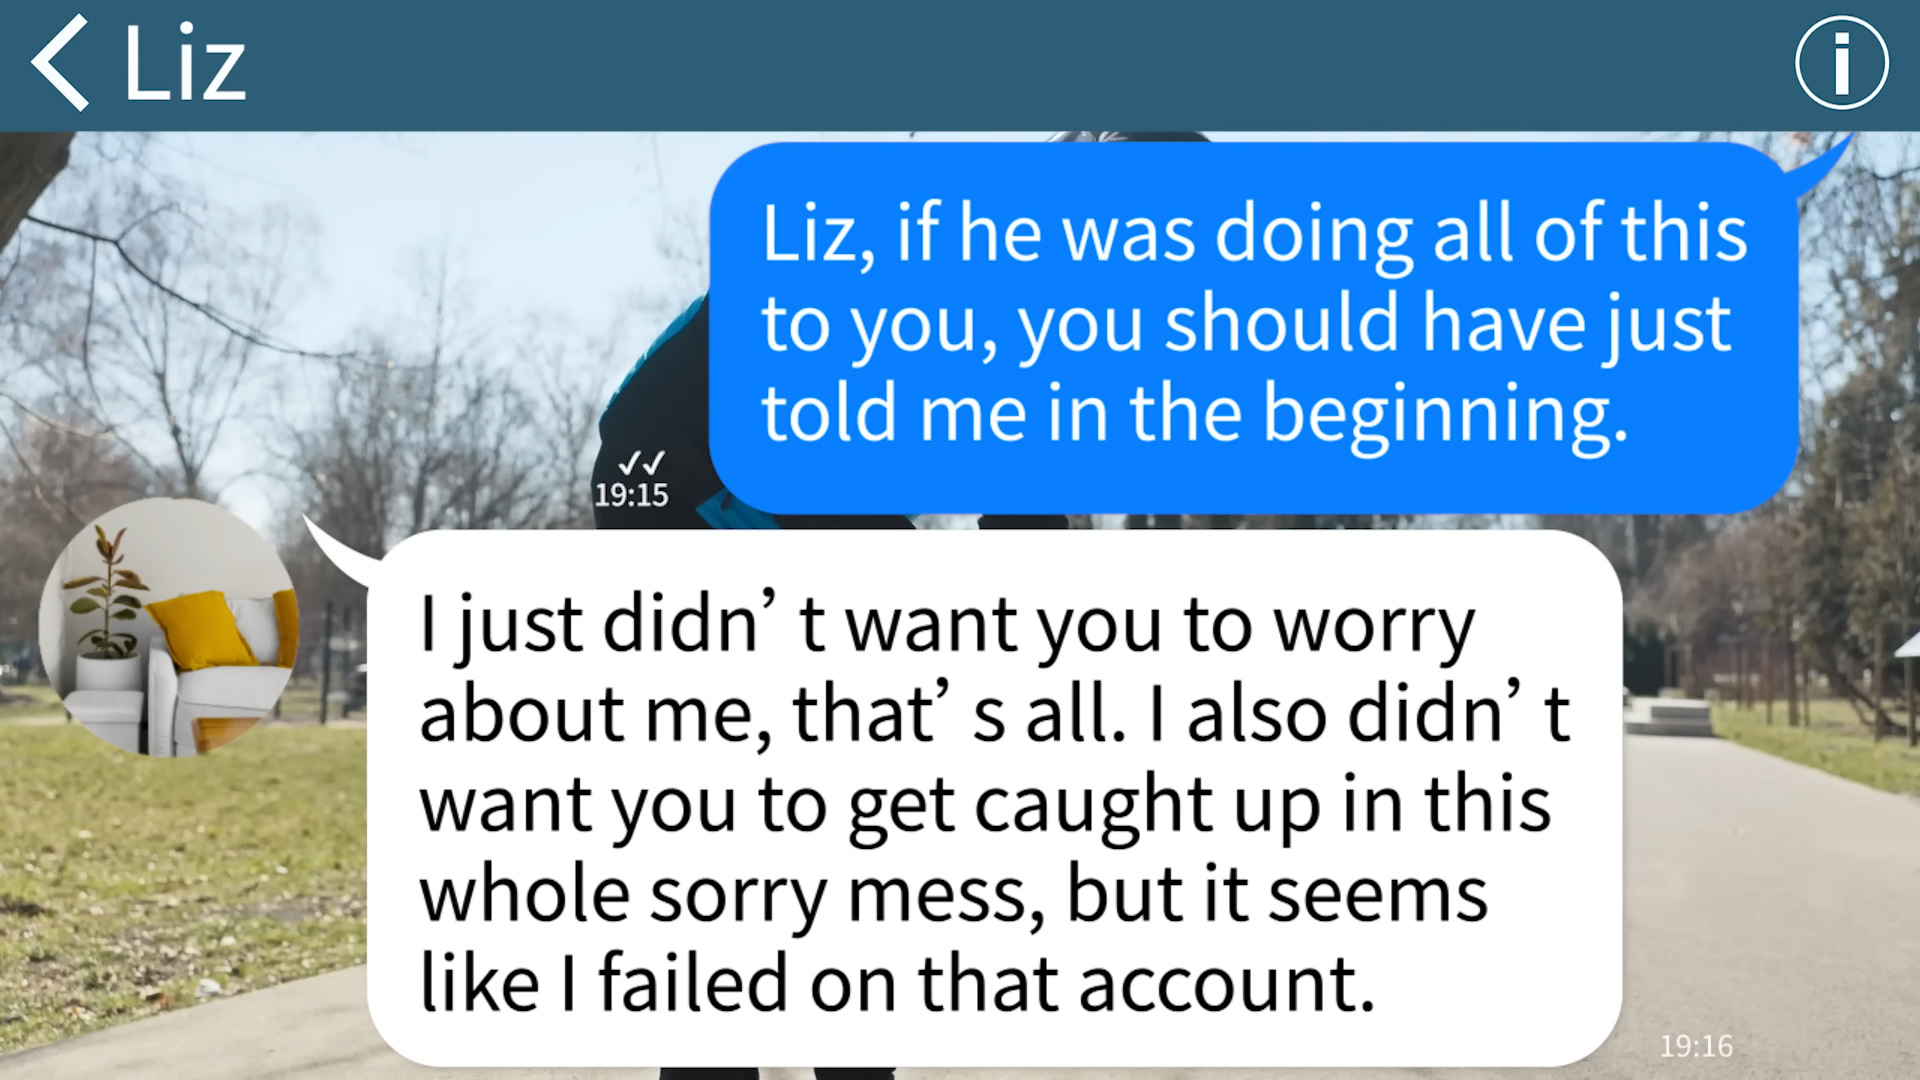 Liz
Liz, if he was doing all of this
to you, you should have just
told me in the beginning.
19:15
I just didn’ t want you to worry
about me, that’ s all. I also didn’ t
want you to get caught up in this
whole sorry mess, but it seems
like I failed on that account.
19:16